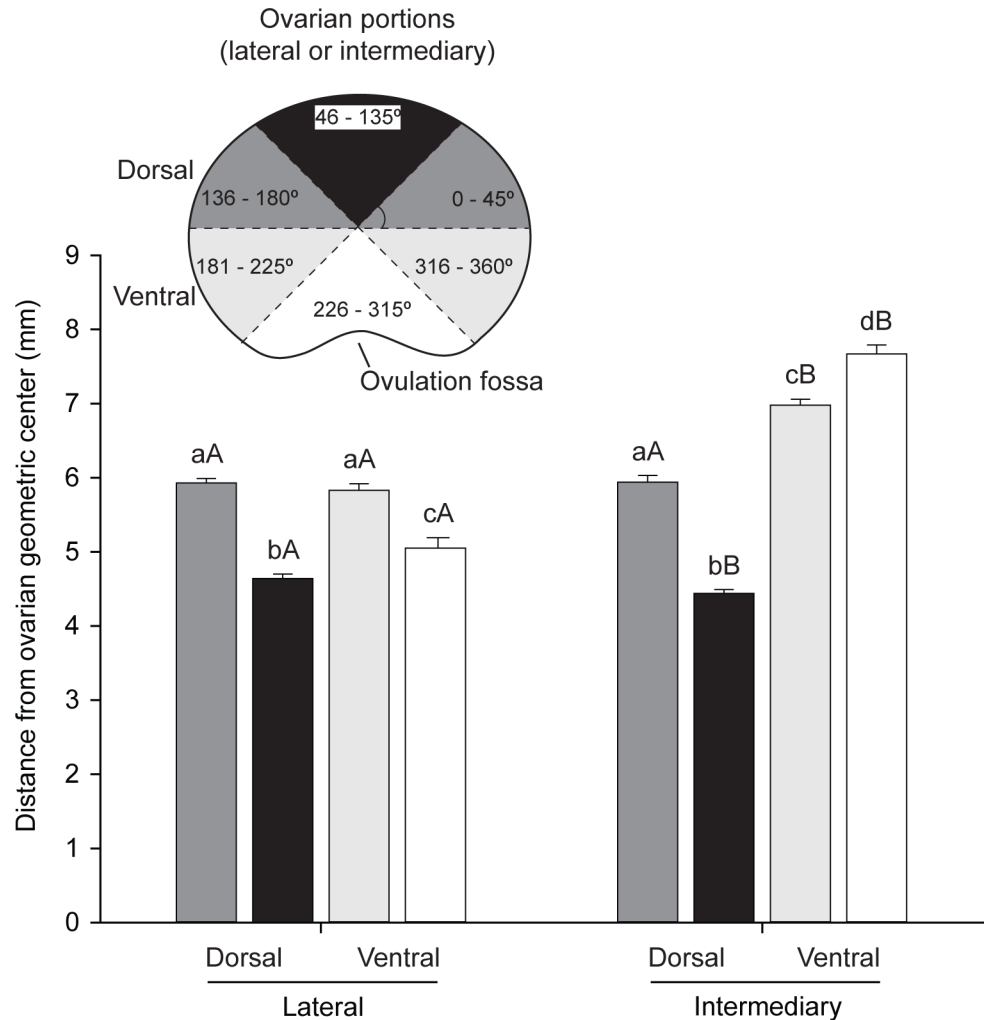 Ovarian portions
(lateral or intermediary)
46 - 135º
Dorsal
136 - 180º
0 - 45º
181 - 225º
316 - 360º
Ventral
226 - 315º
Ovulation fossa
Distance from ovarian geometric center (mm)
9
8
7
6
5
4
3
2
1
0
aA
bA
aA
cA
aA
bB
cB
dB
Dorsal
Ventral
Dorsal
Ventral
Lateral
Intermediary